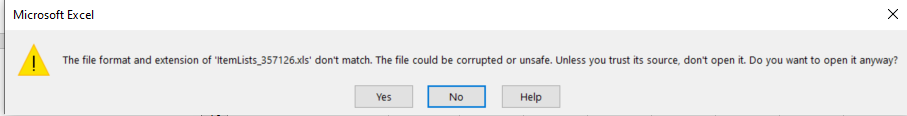 Microsoft Excel
The file format and extension of 'ItemLists_357126.xls' don't match. The file could be corrupted or unsafe. Unless you trust its source, don't open it. Do you want to open it anyway?
Yes
No
Help